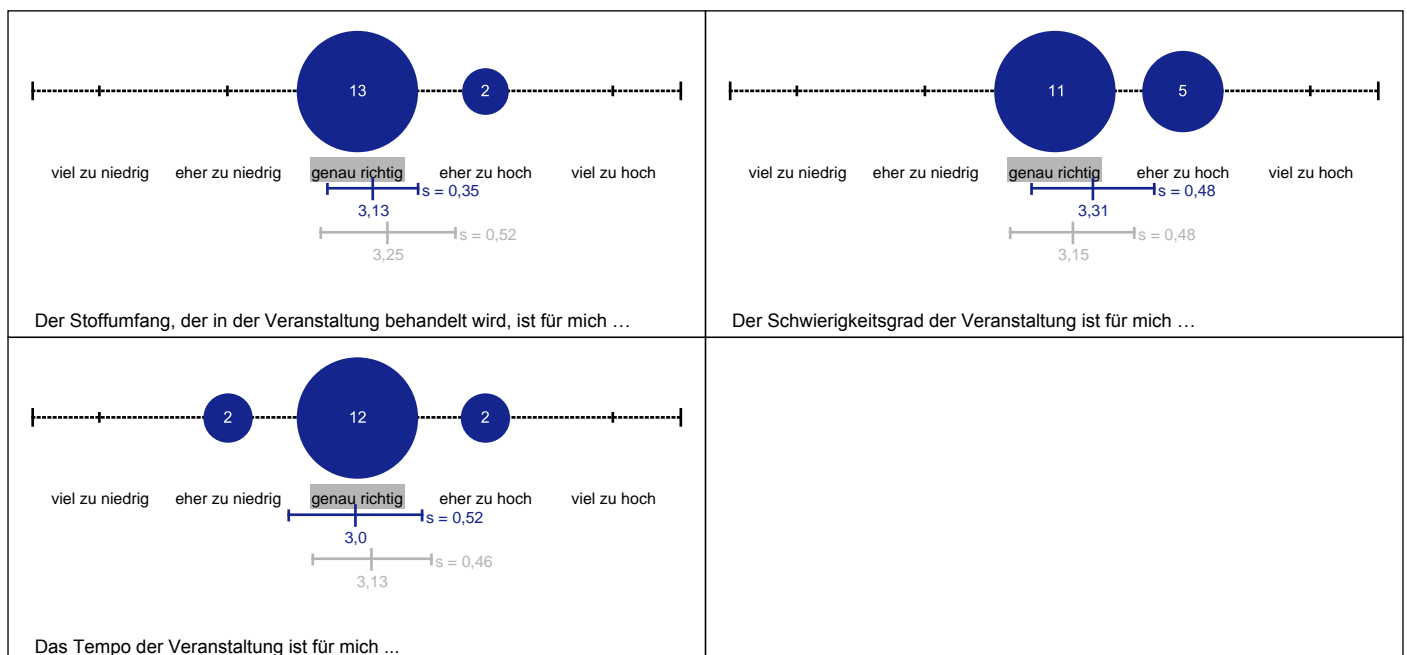 13
2
viel zu niedrig eher zu niedrig genau richtig eher zu hoch viel zu hoch
s = 0,35
3,13
s = 0,52
3,25
Der Stoffumfang, der in der Veranstaltung behandelt wird, ist für mich …
11
5
viel zu niedrig eher zu niedrig genau richtig eher zu hoch viel zu hoch
s = 0,48
3,31
s = 0,48
3,15
Der Schwierigkeitsgrad der Veranstaltung ist für mich …
2
12
2
viel zu niedrig eher zu niedrig genau richtig eher zu hoch viel zu hoch
s = 0,52
3,0
s = 0,46
3,13
Das Tempo der Veranstaltung ist für mich ...